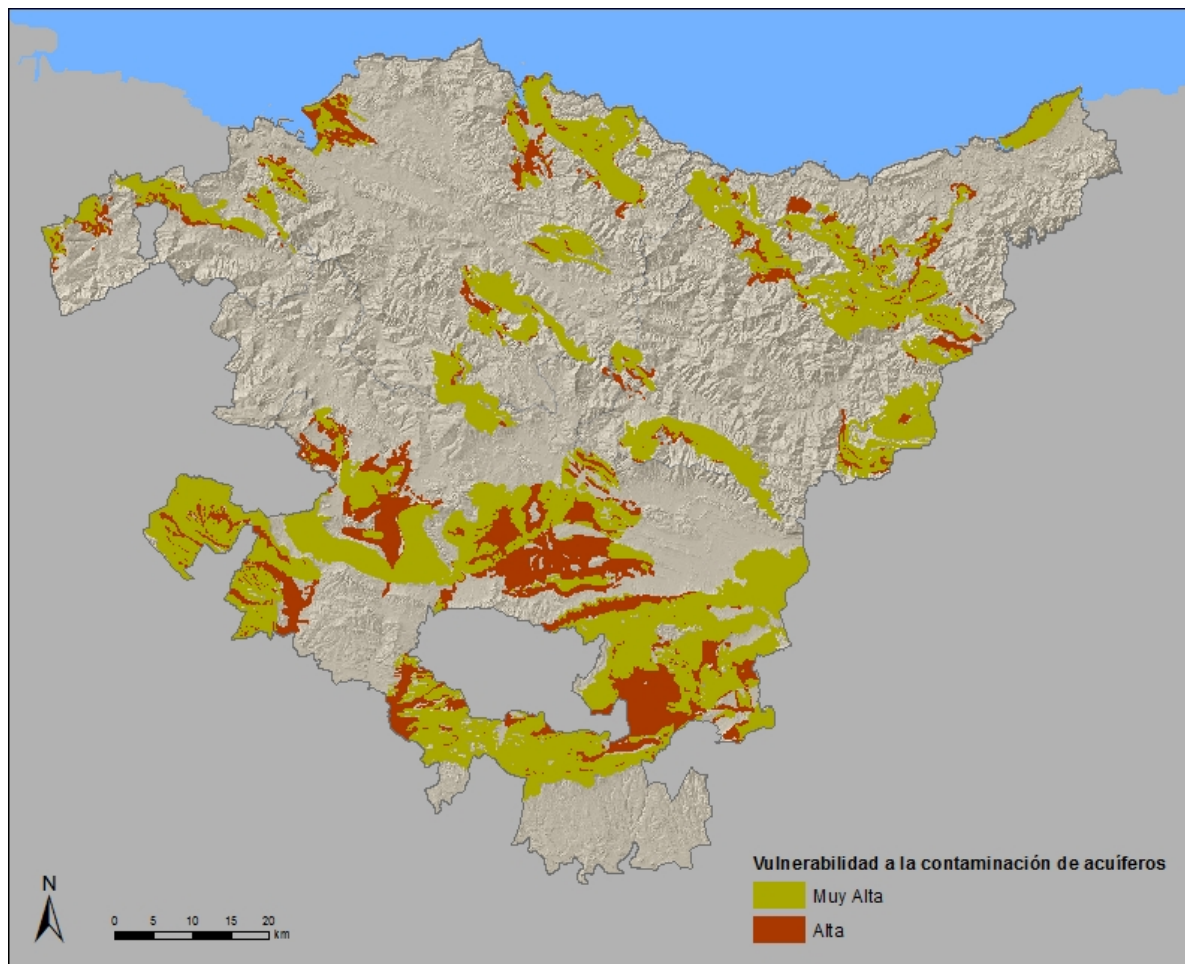 Vulnerabilidad a la contaminación de acuíferos
Muy Alta
Alta
N
0 5 10 15 20
km